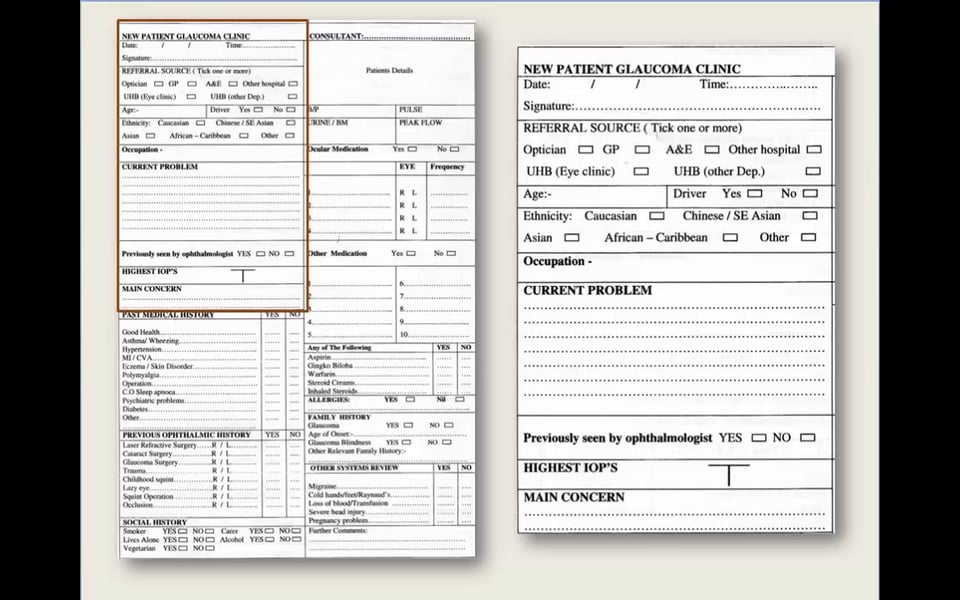 NEW PATIENT GLAUCOMA CLINIC
Date: / / Time:
Signature:
REFERRAL SOURCE ( Tick one or more)
Optician GP A&E Other hospital
UHB (Eye clinic) UHB (other Dep.)
Age:- Driver Yes No
Ethnicity: Caucasian Chinese / SE Asian
Asian African – Caribbean Other
Occupation -
CURRENT PROBLEM
Previously seen by ophthalmologist YES NO
HIGHEST IOP'S
MAIN CONCERN
PAST MEDICAL HISTORY YES NO
Good Health
Asthma/ Wheezing
Hypertension
MI / CVA
Eczema / Skin Disorder
Polymyalgia
Operation
C.O Sleep apnoea
Psychiatric problems
Diabetes
Other
PREVIOUS OPHTHALMIC HISTORY YES NO
Laser Refractive Surgery R / L
Cataract Surgery R / L
Glaucoma Surgery R / L
Trauma R / L
Childhood squint R / L
Lazy eye R / L
Squint Operation R / L
Occlusion R / L
SOCIAL HISTORY
Smoker YES NO Carer YES NO
Lives Alone YES NO Alcohol YES NO
Vegetarian YES NO
CONSULTANT:
Patients Details
B/P PULSE
URINE / BM PEAK FLOW
Ocular Medication Yes No
EYE Frequency
R L
R L
R L
R L
Other Medication Yes No
6.
7.
8.
4. 9.
5. 10.
Any of The Following YES NO
Aspirin
Gingko Biloba
Warfarin
Steroid Creams
Inhaled Steroids
ALLERGIES: YES Nil
FAMILY HISTORY
Glaucoma YES NO
Age of Onset:-
Glaucoma Blindness YES NO
Other Relevant Family History:-
OTHER SYSTEMS REVIEW YES NO
Migraine
Cold hands/feet/Raynaud's
Loss of blood/Transfusion
Severe head injury
Pregnancy problem
Further Comments:
NEW PATIENT GLAUCOMA CLINIC
Date: / / Time:
Signature:
REFERRAL SOURCE ( Tick one or more)
Optician GP A&E Other hospital
UHB (Eye clinic) UHB (other Dep.)
Age:- Driver Yes No
Ethnicity: Caucasian Chinese / SE Asian
Asian African – Caribbean Other
Occupation -
CURRENT PROBLEM
Previously seen by ophthalmologist YES NO
HIGHEST IOP'S
MAIN CONCERN